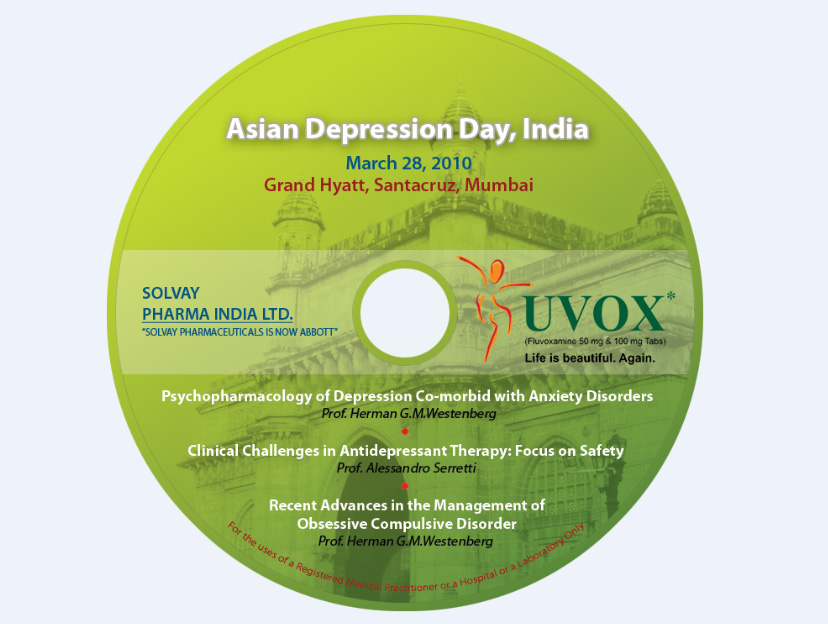 Asian Depression Day, India
March 28, 2010
Grand Hyatt, Santacruz, Mumbai
SOLVAY
PHARMA INDIA LTD.
"SOLVAY PHARMACEUTICALS IS NOW ABBOTT"
UVOX*
(Fluvoxamine 50 mg & 100 mg Tabs)
Life is beautiful. Again.
Psychopharmacology of Depression Co-morbid with Anxiety Disorders
Prof. Herman G.M.Westenberg
Clinical Challenges in Antidepressant Therapy: Focus on Safety
Prof. Alessandro Serretti
Recent Advances in the Management of
Obsessive Compulsive Disorder
Prof. Herman G.M.Westenberg
For the uses of a Registered Medical Practitioner or a Hospital or a Laboratory Only